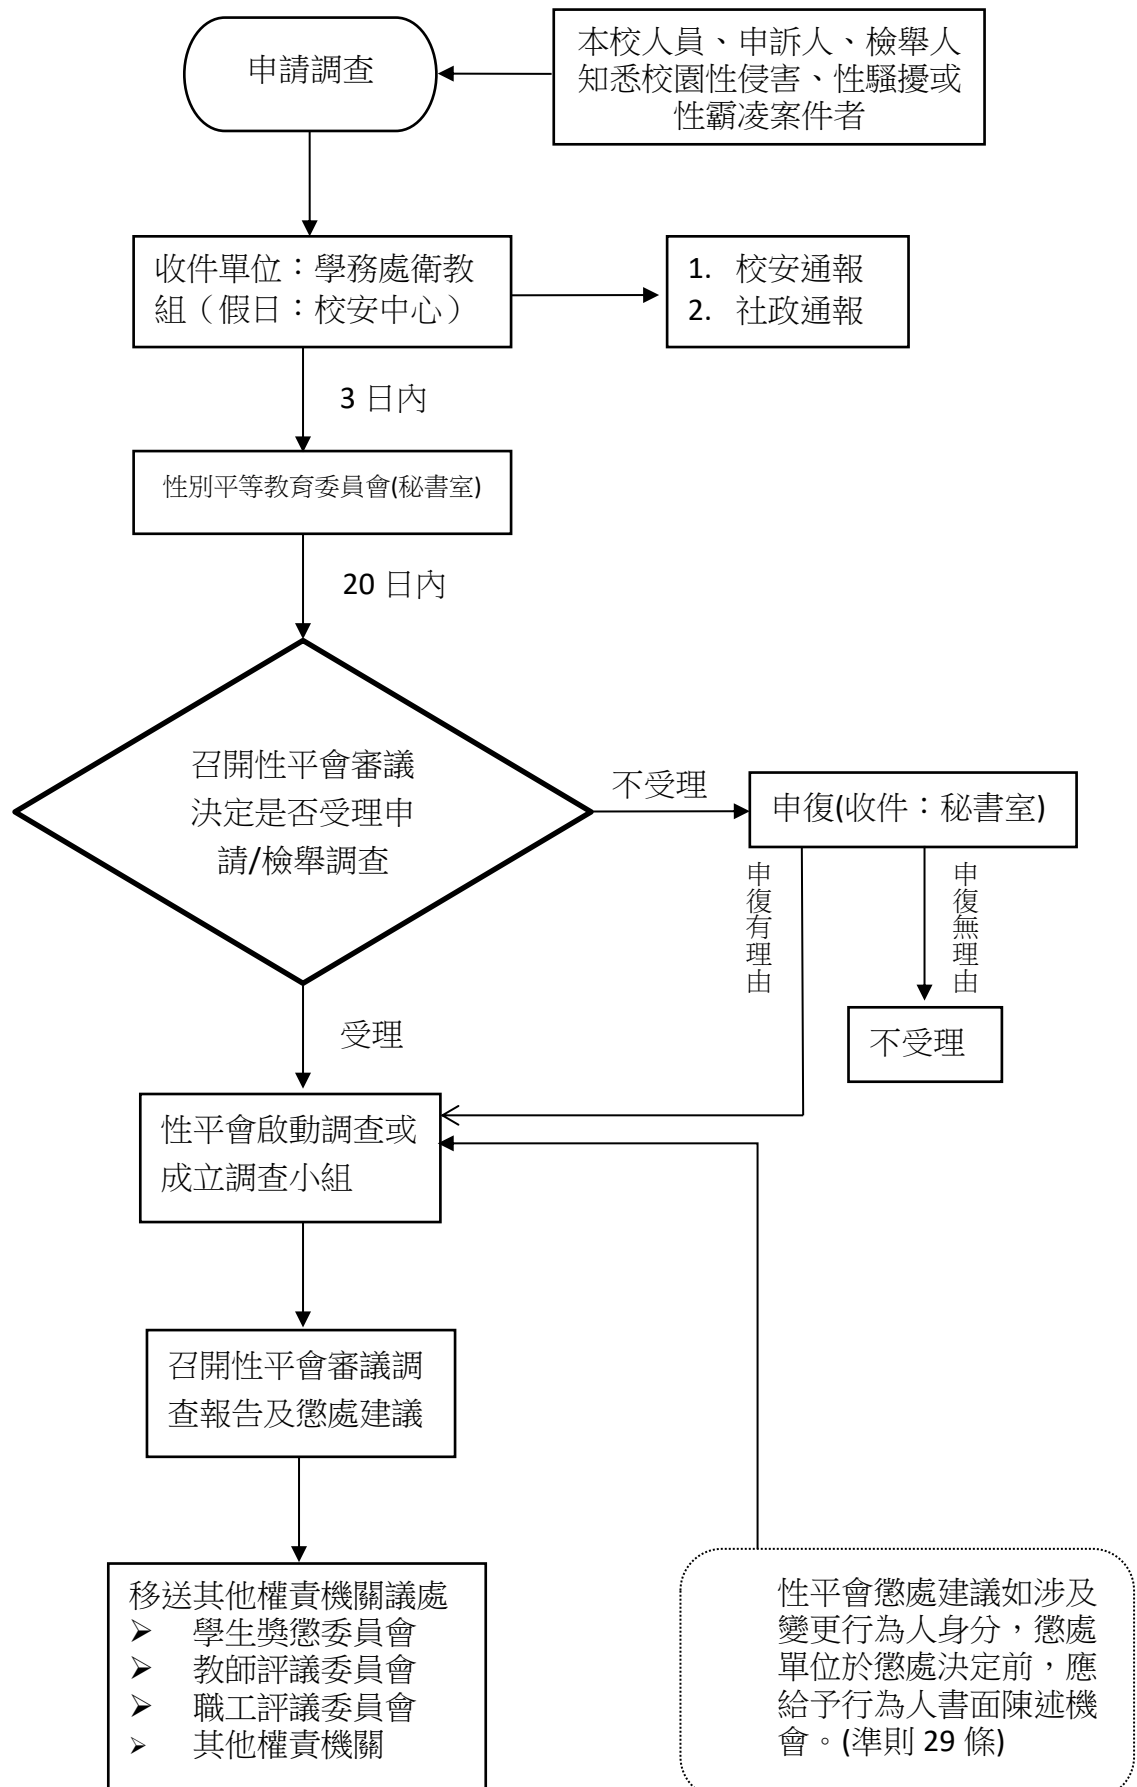 申請調查
本校人員、申訴人、檢舉人
知悉校園性侵害、性騷擾或
性霸凌案件者
收件單位：學務處衛教
組（假日：校安中心）
1. 校安通報
2. 社政通報
3 日內
性別平等教育委員會(秘書室)
20 日內
召開性平會審議
決定是否受理申
請/檢舉調查
不受理
申復(收件：秘書室)
申復有理由
申復無理由
不受理
受理
性平會啟動調查或
成立調查小組
召開性平會審議調
查報告及懲處建議
移送其他權責機關議處
➢ 學生獎懲委員會
➢ 教師評議委員會
➢ 職工評議委員會
➢ 其他權責機關
性平會懲處建議如涉及
變更行為人身分，懲處
單位於懲處決定前，應
給予行為人書面陳述機
會。(準則 29 條)